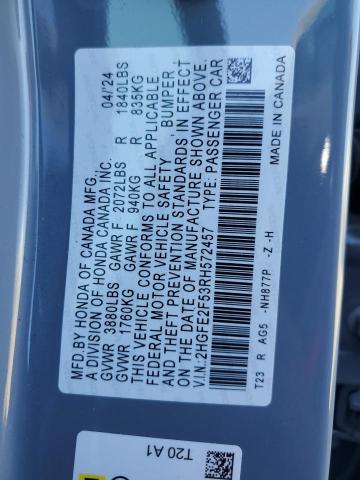 MFD.BY HONDA OF CANADA MFG., 04/'24
A DIVISION OF HONDA CANADA INC.
GVWR 3880LBS GAWR F 2072LBS R 1840LBS
GVWR 1760KG GAWR F 940KG R 835KG
THIS VEHICLE CONFORMS TO ALL APPLICABLE
FEDERAL MOTOR VEHICLE SAFETY, BUMPER
AND THEFT PREVENTION STANDARDS IN EFFECT
ON THE DATE OF MANUFACTURE SHOWN ABOVE.
V.I.N.: 2HGFE2F53RH572457 TYPE: PASSENGER CAR
T23 R AG5 -NH877P -Z -H MADE IN CANADA
T20 A1